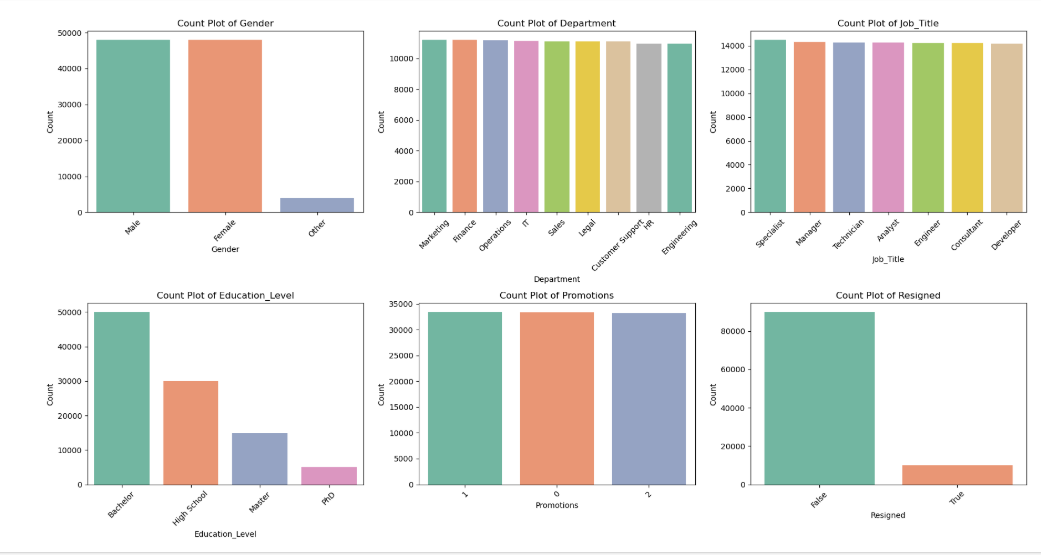 Count Plot of Gender
50000
40000
30000
20000
10000
0
Count
Male
Female
Other
Gender
Count Plot of Department
10000
8000
6000
4000
2000
0
Count
Marketing
Finance
Operations
IT
Sales
Legal
Customer Support
HR
Engineering
Department
Count Plot of Job_Title
14000
12000
10000
8000
6000
4000
2000
0
Count
Specialist
Manager
Technician
Analyst
Engineer
Consultant
Developer
Job_Title
Count Plot of Education_Level
50000
40000
30000
20000
10000
0
Count
Bachelor
High School
Master
PhD
Education_Level
Count Plot of Promotions
35000
30000
25000
20000
15000
10000
5000
0
Count
1
0
2
Promotions
Count Plot of Resigned
80000
60000
40000
20000
0
Count
False
True
Resigned